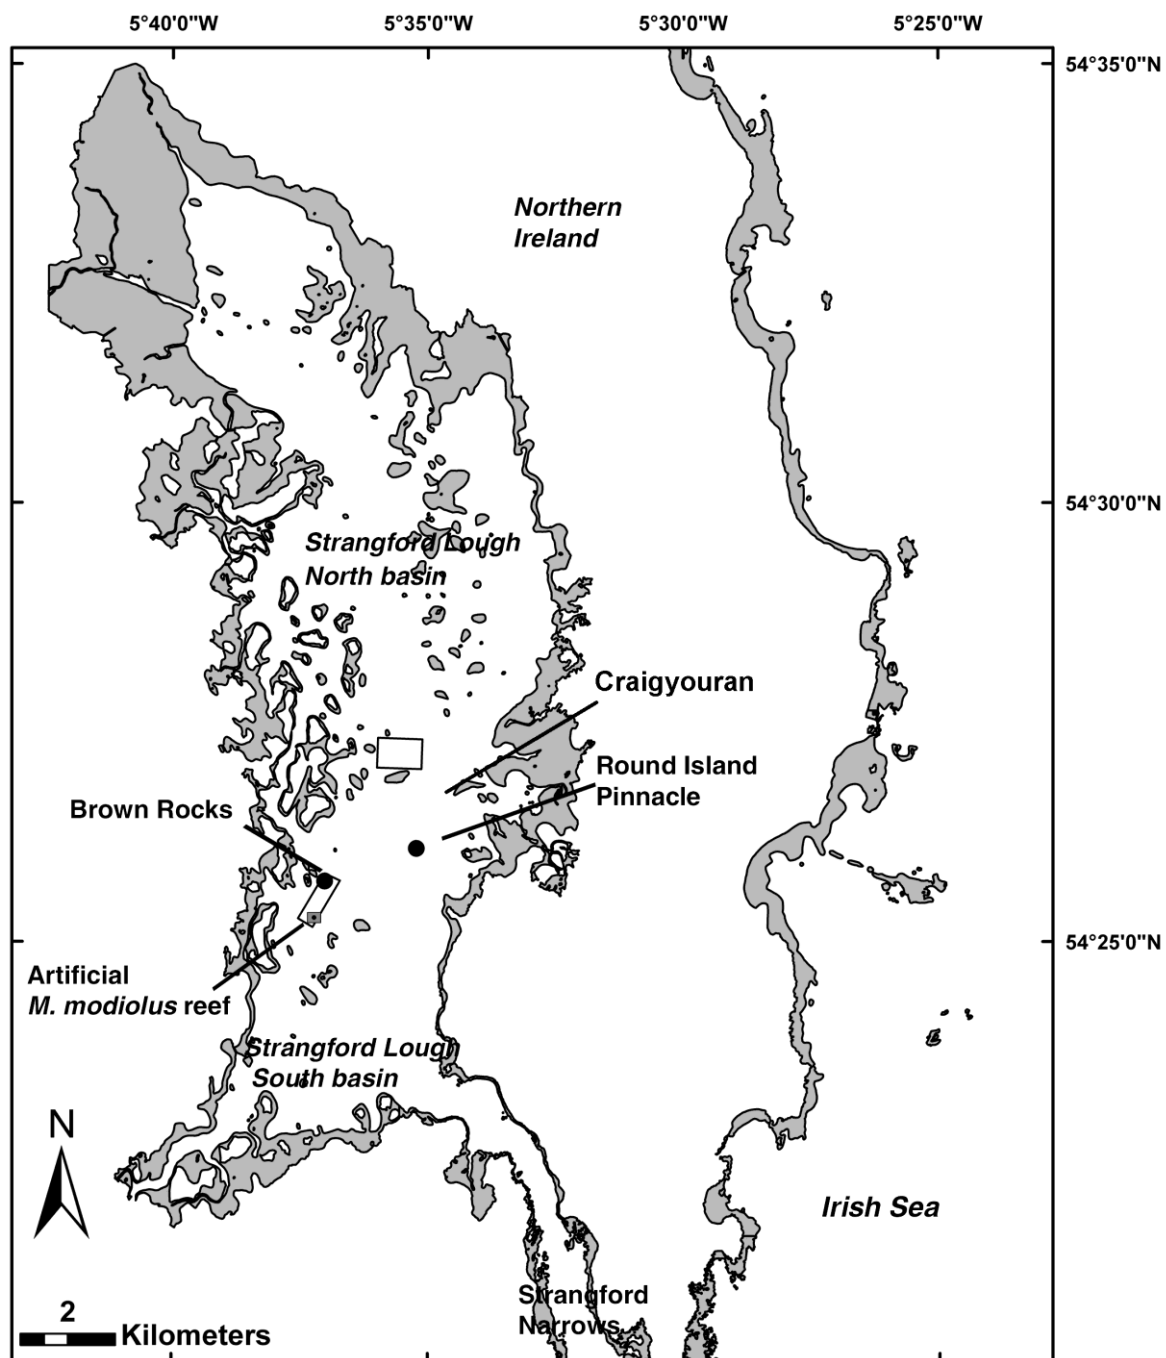 5°40'0"W
5°35'0"W
5°30'0"W
5°25'0"W
54°35'0"N
Northern
Ireland
54°30'0"N
Strangford Lough
North basin
Craigyouran
Round Island
Pinnacle
Brown Rocks
54°25'0"N
Artificial
M. modiolus reef
Strangford Lough
South basin
N
Irish Sea
Strangford
Narrows
2
Kilometers